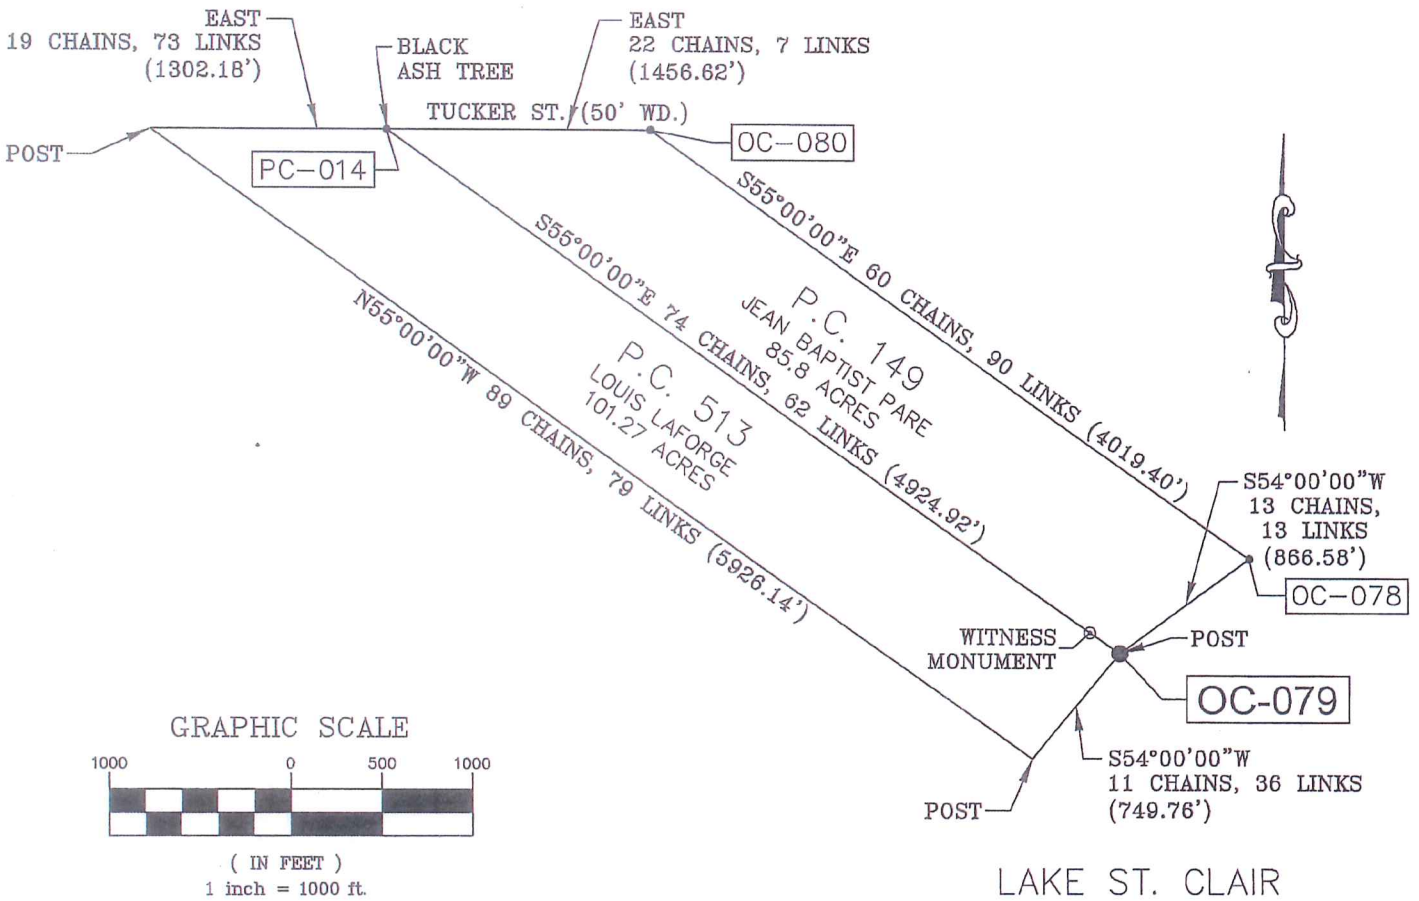 EAST
19 CHAINS, 73 LINKS
(1302.18')
BLACK
ASH TREE
EAST
22 CHAINS, 7 LINKS
(1456.62')
TUCKER ST. (50' WD.)
POST
PC-014
OC-080
S55°00'00"E 60 CHAINS, 90 LINKS (4019.40')
S55°00'00"E 74 CHAINS, 62 LINKS (4924.92')
N55°00'00"W 89 CHAINS, 79 LINKS (5926.14')
P.C. 149
JEAN BAPTIST PARE
85.8 ACRES
P.C. 513
LOUIS LAFORGE
101.27 ACRES
S54°00'00"W
13 CHAINS,
13 LINKS
(866.58')
OC-078
WITNESS
MONUMENT
POST
OC-079
S54°00'00"W
11 CHAINS, 36 LINKS
(749.76')
POST
GRAPHIC SCALE
1000 0 500 1000
( IN FEET )
1 inch = 1000 ft.
LAKE ST. CLAIR